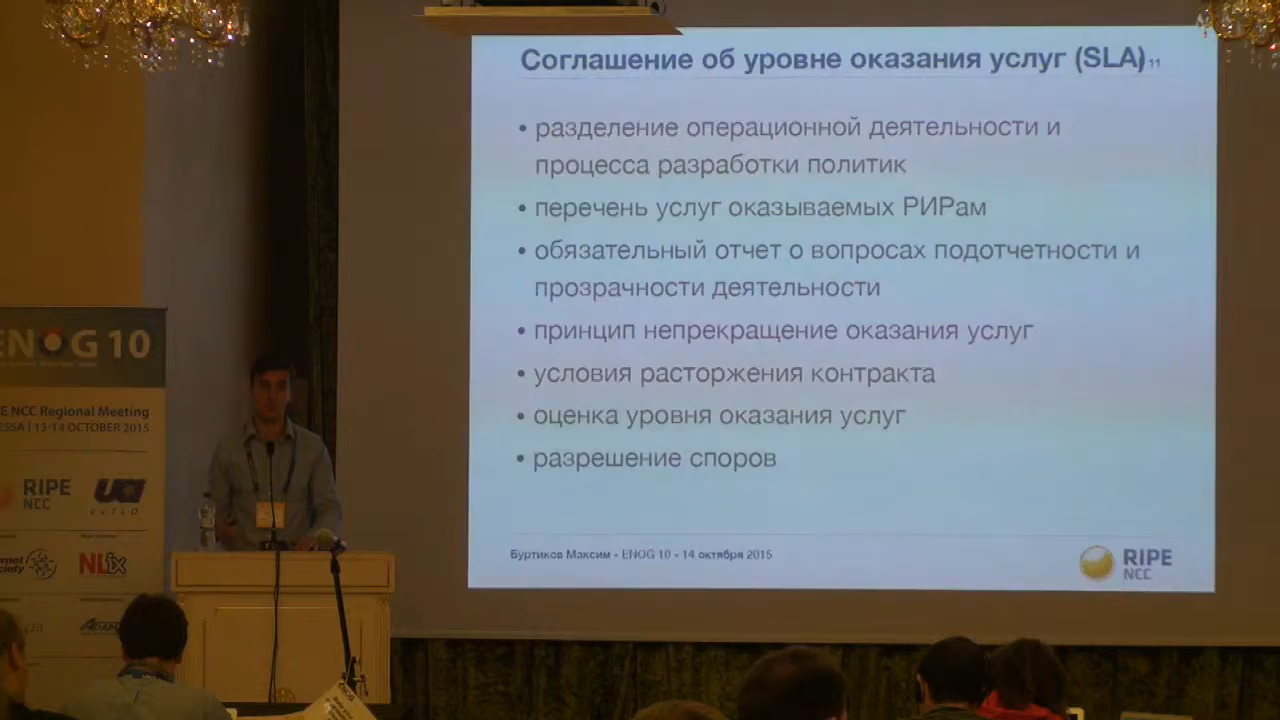 Соглашение об уровне оказания услуг (SLA) 11
• разделение операционной деятельности и
процесса разработки политик
• перечень услуг оказываемых РИРам
• обязательный отчет о вопросах подотчетности и
прозрачности деятельности
• принцип непрекращение оказания услуг
• условия расторжения контракта
• оценка уровня оказания услуг
• разрешение споров
Буртиков Максим - ENOG 10 - 14 октября 2015
RIPE
NCC
ENOG 10
E NCC Regional Meeting
ESSA | 13-14 OCTOBER 2015
RIPE
NCC
NLix